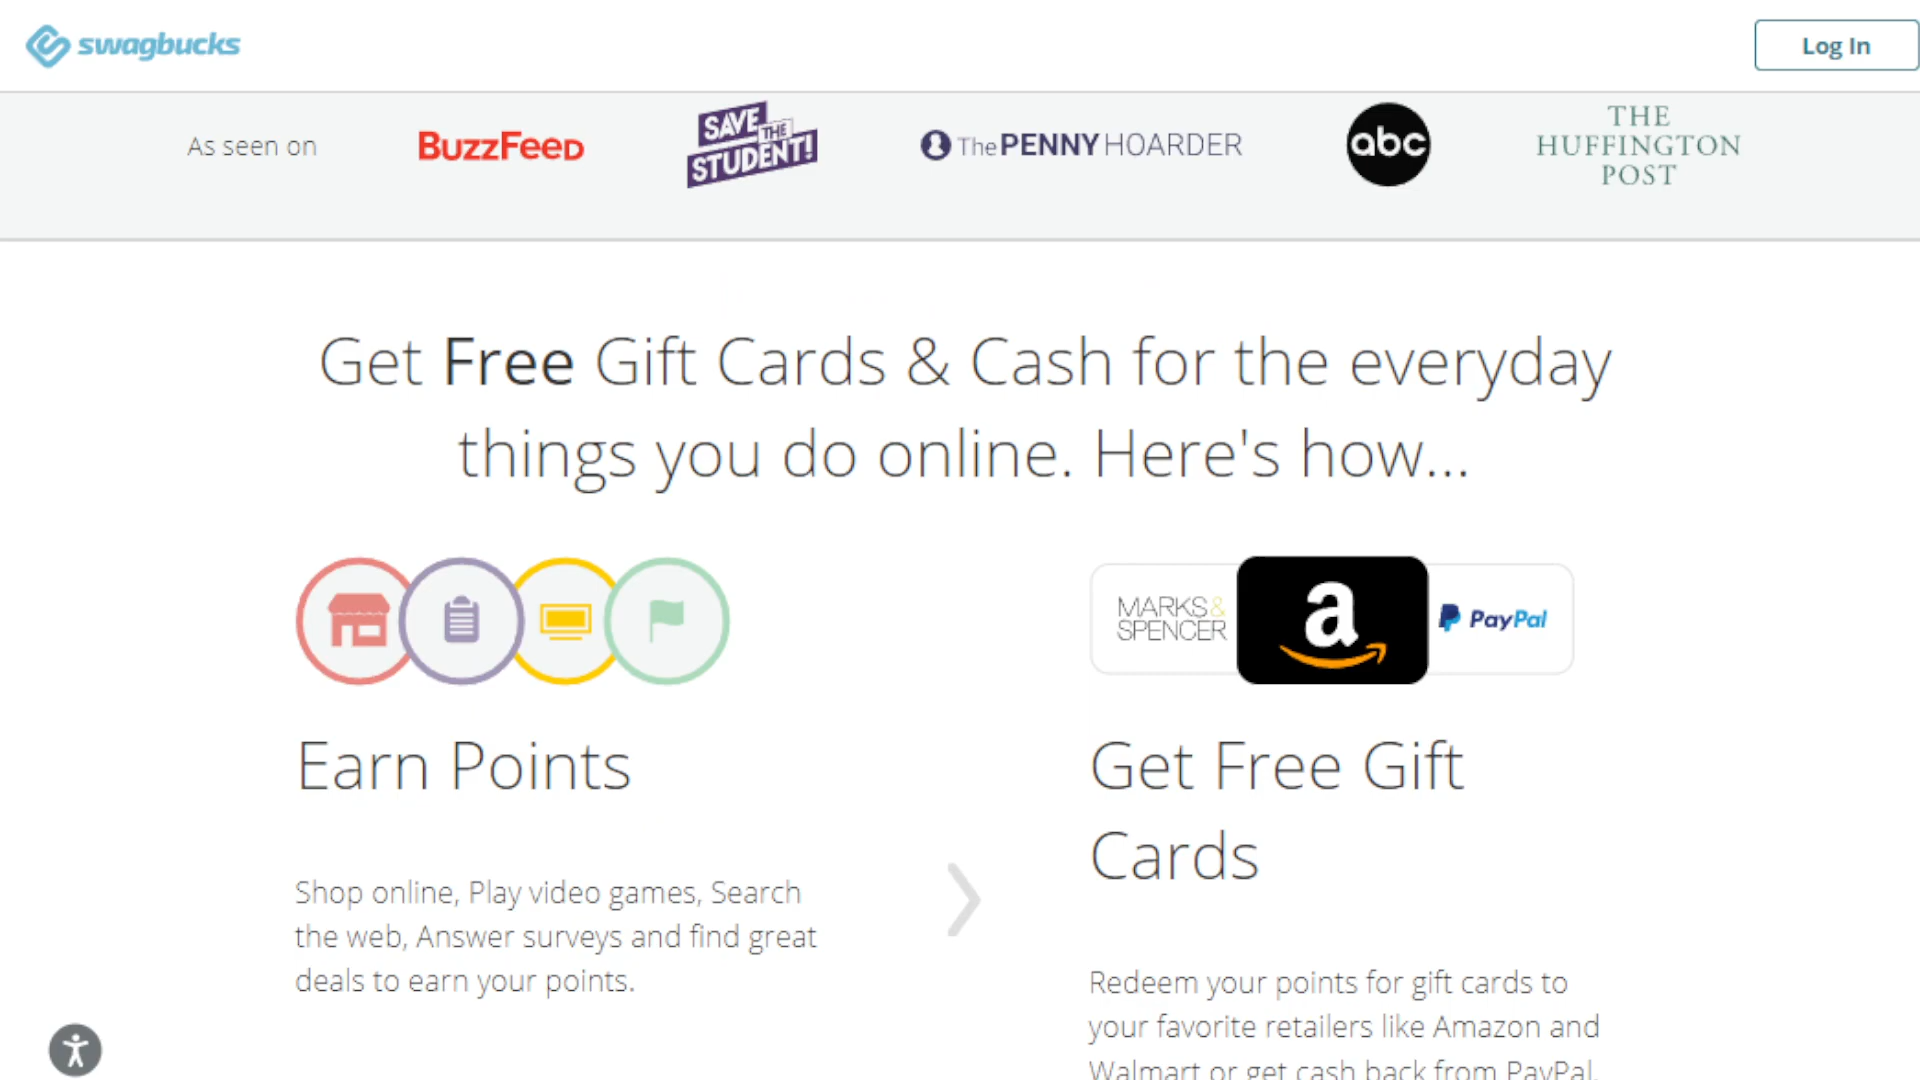 swagbucks
Log In
As seen on
BuzzFeeD
SAVE THE STUDENT!
The PENNY HOARDER
abc
THE HUFFINGTON POST
Get Free Gift Cards & Cash for the everyday
things you do online. Here's how...
MARKS&
SPENCER
a
PayPal
Earn Points
Get Free Gift
Cards
Shop online, Play video games, Search
the web, Answer surveys and find great
deals to earn your points.
Redeem your points for gift cards to
your favorite retailers like Amazon and
Walmart or get cash back from PayPal.